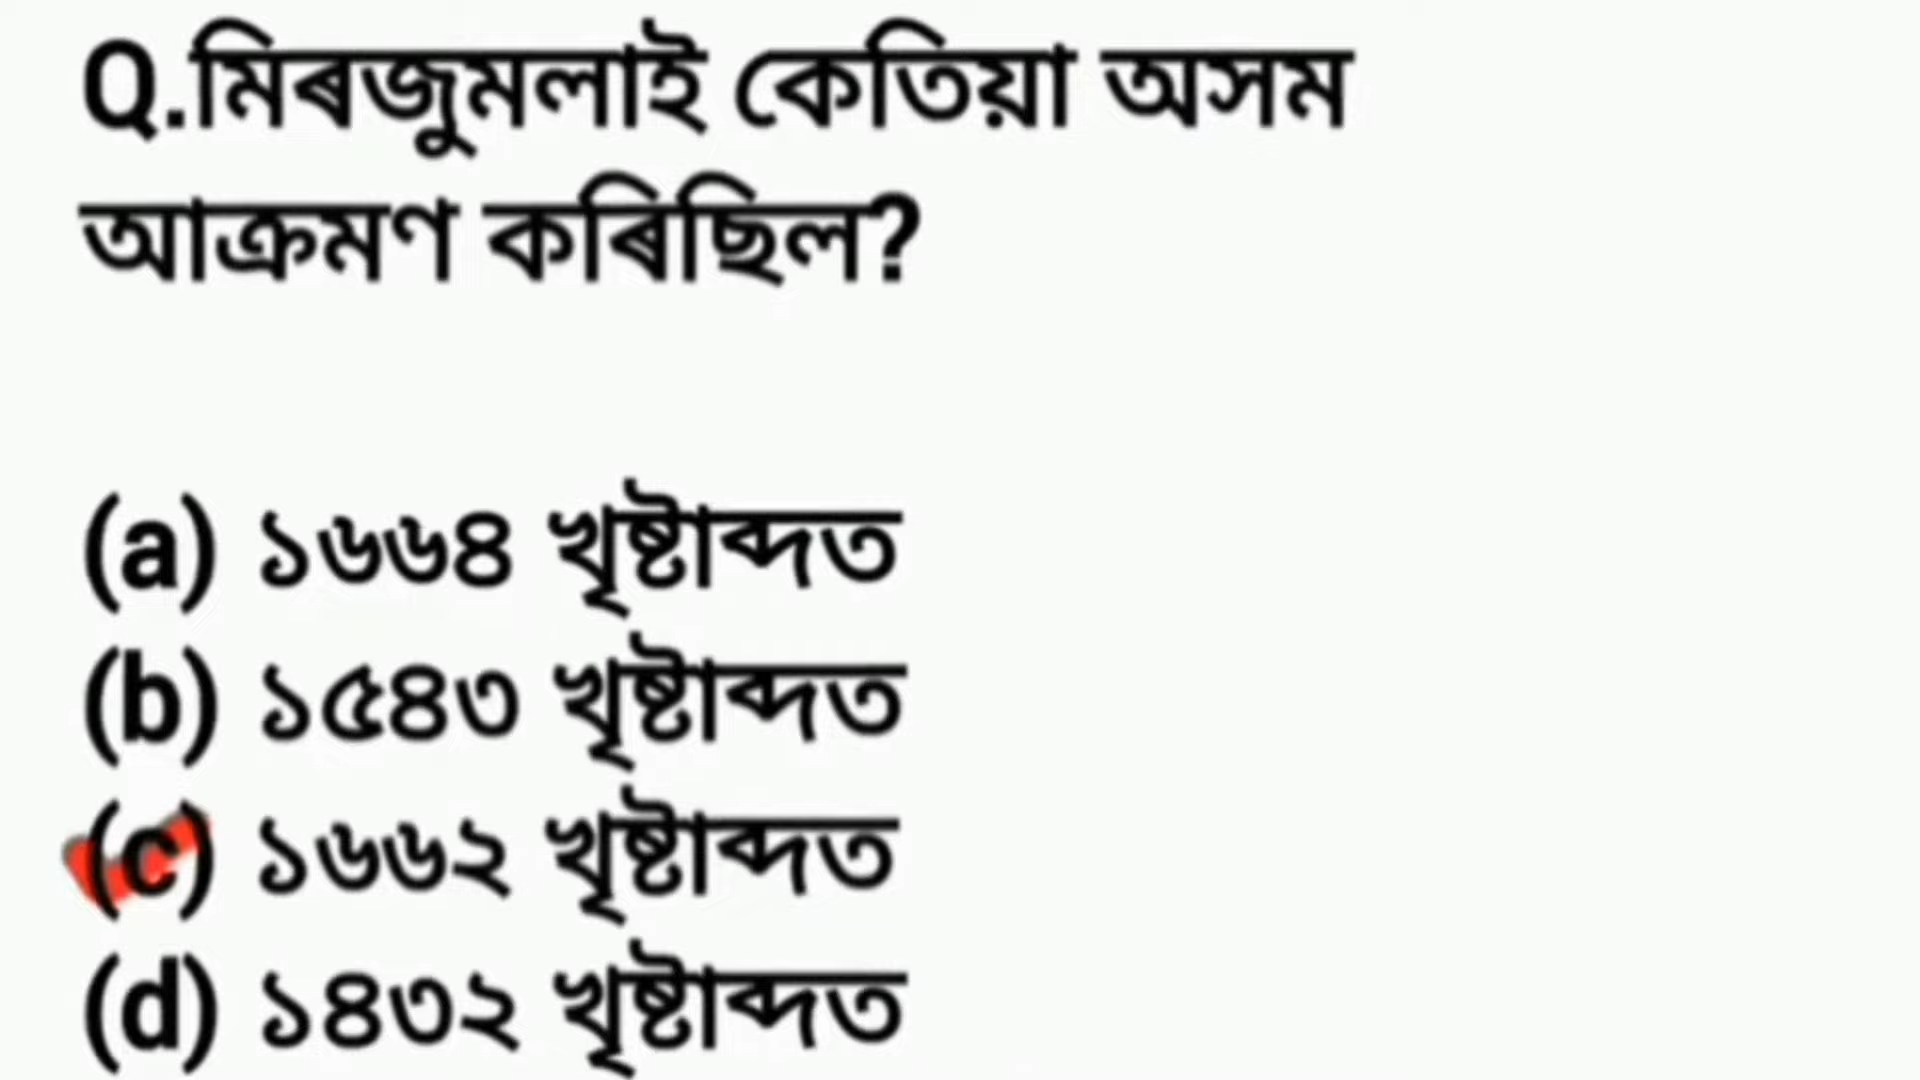 Q.মিৰজুমলাই কেতিয়া অসম
আক্ৰমণ কৰিছিল?
(a) ১৬৬৪ খৃষ্টাব্দত
(b) ১৫৪৩ খৃষ্টাব্দত
(c) ১৬৬২ খৃষ্টাব্দত
(d) ১৪৩২ খৃষ্টাব্দত